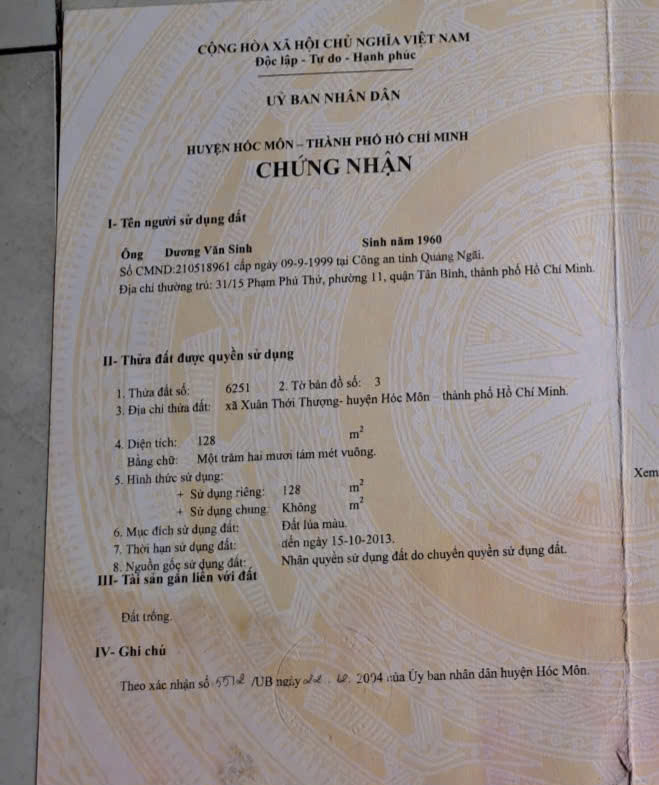 CỘNG HÒA XÃ HỘI CHỦ NGHĨA VIỆT NAM
Độc lập - Tự do - Hạnh phúc
UỶ BAN NHÂN DÂN
HUYỆN HÓC MÔN – THÀNH PHỐ HỒ CHÍ MINH
CHỨNG NHẬN
I- Tên người sử dụng đất
Ông Dương Văn Sinh Sinh năm 1960
Số CMND:210518961 cấp ngày 09-9-1999 tại Công an tỉnh Quảng Ngãi.
Địa chỉ thường trú: 31/15 Phạm Phú Thứ, phường 11, quận Tân Bình, thành phố Hồ Chí Minh.
II- Thửa đất được quyền sử dụng
1. Thửa đất số: 6251 2. Tờ bản đồ số: 3
3. Địa chỉ thửa đất: xã Xuân Thới Thượng- huyện Hóc Môn – thành phố Hồ Chí Minh.
4. Diện tích: 128 m²
Bằng chữ: Một trăm hai mươi tám mét vuông.
5. Hình thức sử dụng:
+ Sử dụng riêng: 128 m²
+ Sử dụng chung: Không m²
6. Mục đích sử dụng đất: Đất lúa màu.
7. Thời hạn sử dụng đất: đến ngày 15-10-2013.
8. Nguồn gốc sử dụng đất: Nhận quyền sử dụng đất do chuyển quyền sử dụng đất.
III- Tài sản gắn liền với đất
Đất trống.
IV- Ghi chú
Theo xác nhận số /UB ngày 2004 của Ủy ban nhân dân huyện Hóc Môn.
Xem